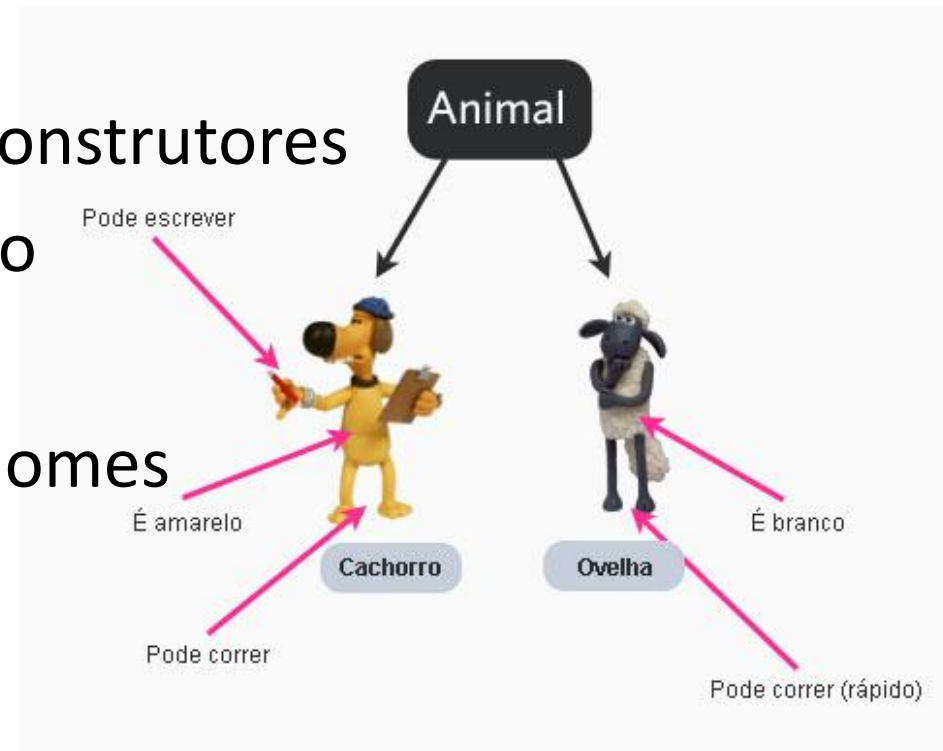 Animal
onstrutores
Pode escrever
o
omes
É amarelo
É branco
Cachorro
Ovelha
Pode correr
Pode correr (rápido)